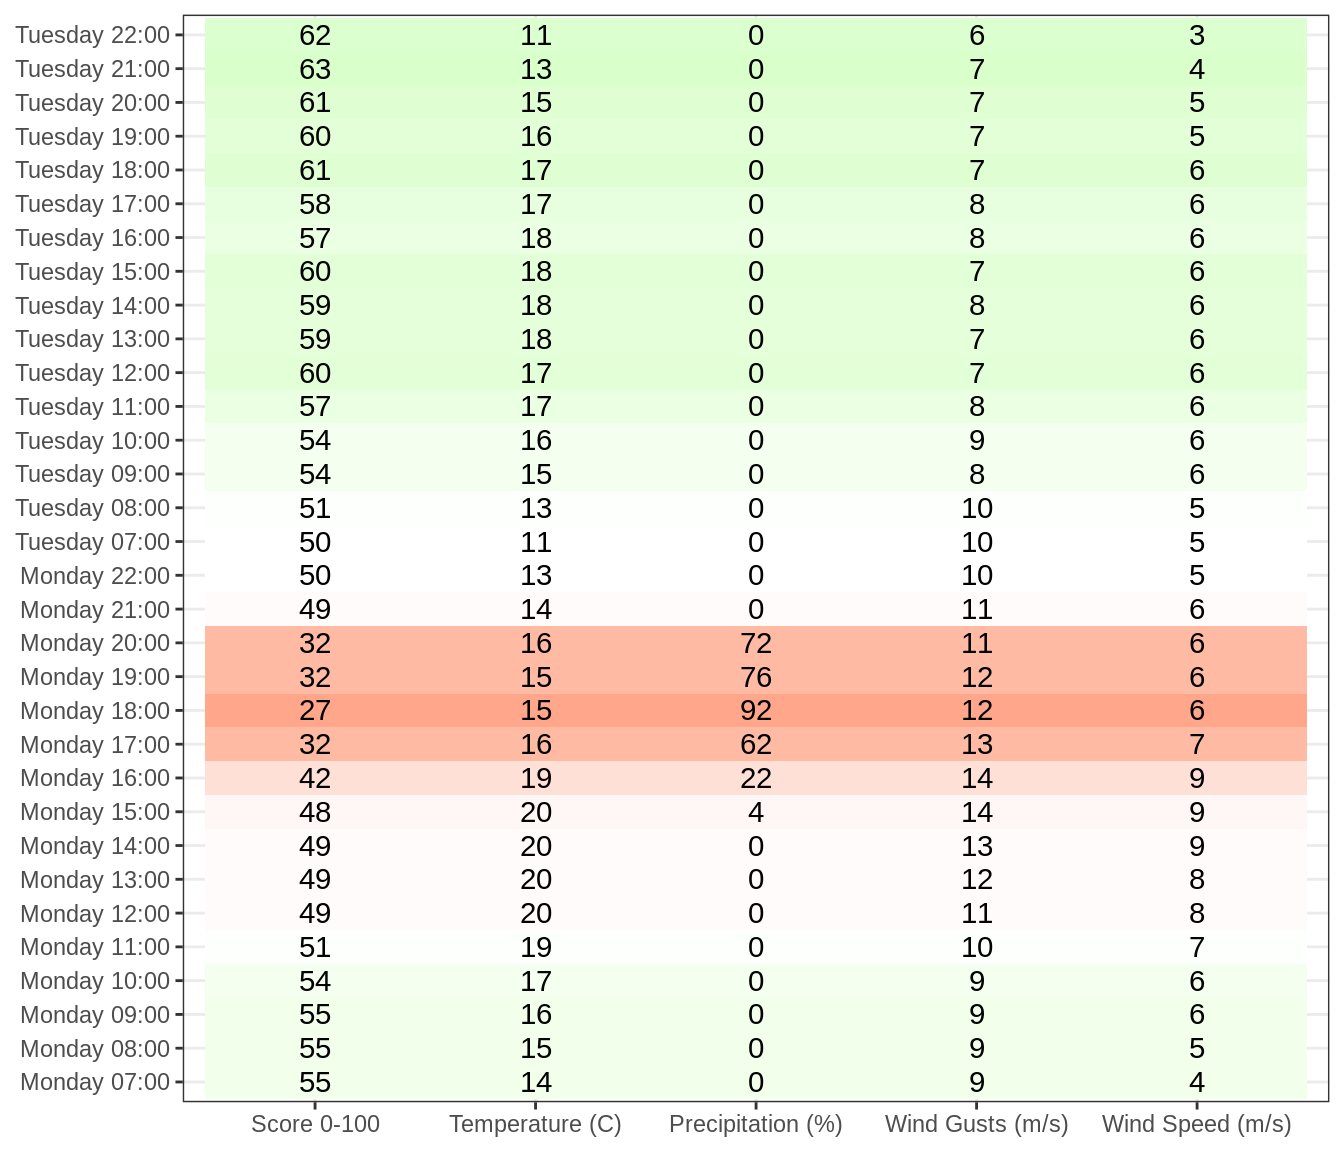 Tuesday 22:00 62 11 0 6 3
Tuesday 21:00 63 13 0 7 4
Tuesday 20:00 61 15 0 7 5
Tuesday 19:00 60 16 0 7 5
Tuesday 18:00 61 17 0 7 6
Tuesday 17:00 58 17 0 8 6
Tuesday 16:00 57 18 0 8 6
Tuesday 15:00 60 18 0 7 6
Tuesday 14:00 59 18 0 8 6
Tuesday 13:00 59 18 0 7 6
Tuesday 12:00 60 17 0 7 6
Tuesday 11:00 57 17 0 8 6
Tuesday 10:00 54 16 0 9 6
Tuesday 09:00 54 15 0 8 6
Tuesday 08:00 51 13 0 10 5
Tuesday 07:00 50 11 0 10 5
Monday 22:00 50 13 0 10 5
Monday 21:00 49 14 0 11 6
Monday 20:00 32 16 72 11 6
Monday 19:00 32 15 76 12 6
Monday 18:00 27 15 92 12 6
Monday 17:00 32 16 62 13 7
Monday 16:00 42 19 22 14 9
Monday 15:00 48 20 4 14 9
Monday 14:00 49 20 0 13 9
Monday 13:00 49 20 0 12 8
Monday 12:00 49 20 0 11 8
Monday 11:00 51 19 0 10 7
Monday 10:00 54 17 0 9 6
Monday 09:00 55 16 0 9 6
Monday 08:00 55 15 0 9 5
Monday 07:00 55 14 0 9 4
Score 0-100 Temperature (C) Precipitation (%) Wind Gusts (m/s) Wind Speed (m/s)